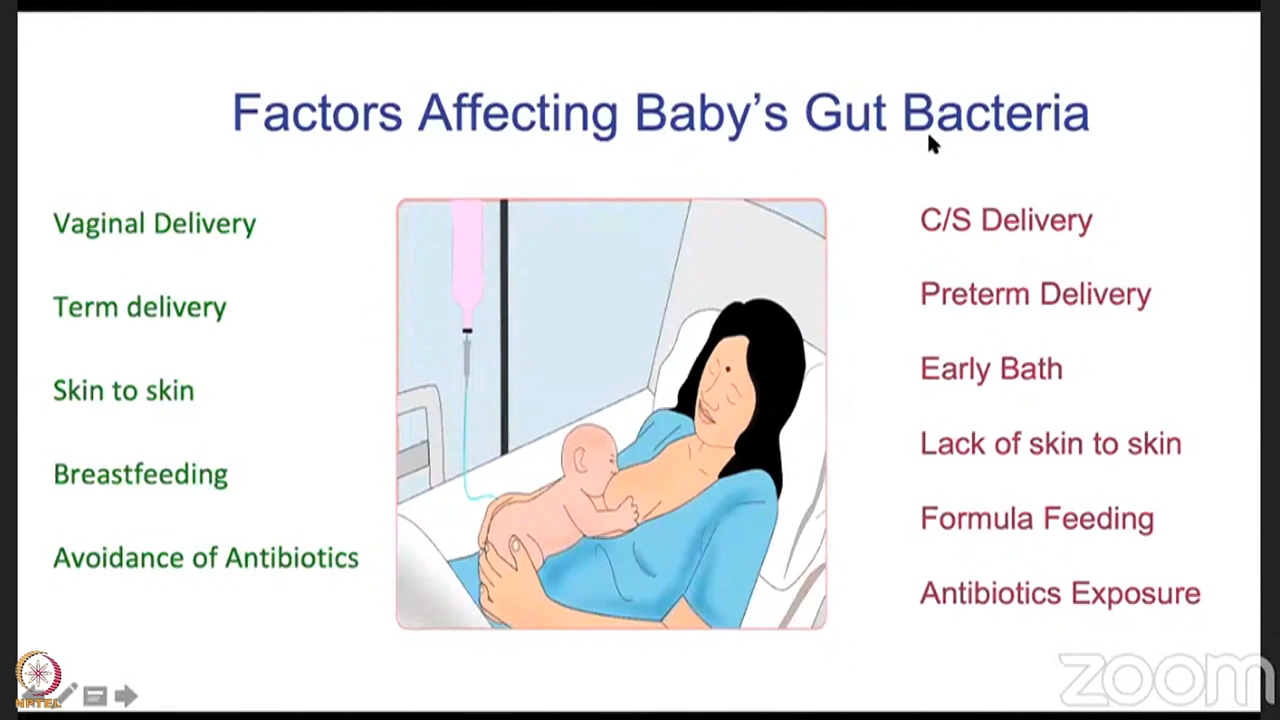 Factors Affecting Baby's Gut Bacteria
Vaginal Delivery
Term delivery
Skin to skin
Breastfeeding
Avoidance of Antibiotics
C/S Delivery
Preterm Delivery
Early Bath
Lack of skin to skin
Formula Feeding
Antibiotics Exposure
NPTEL
zoom